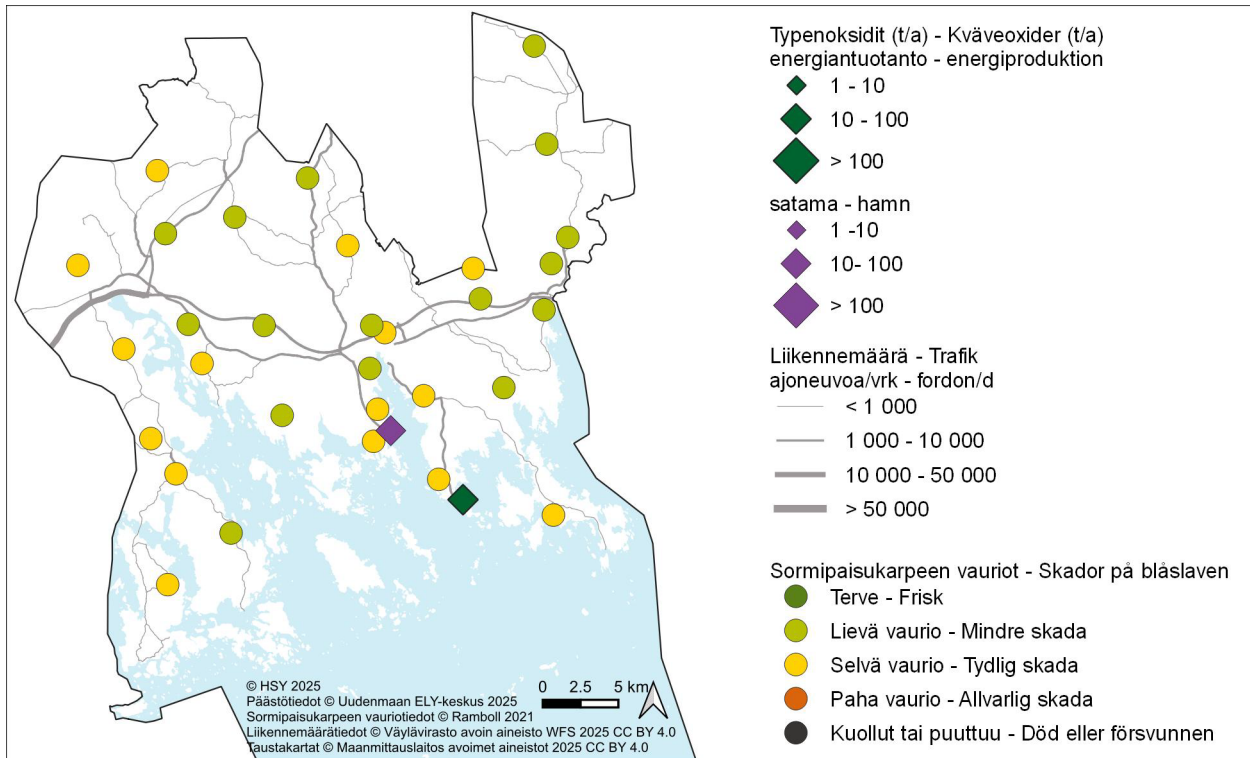 Typenoksidit (t/a) - Kväveoxider (t/a)
energiantuotanto - energiproduktion
1 - 10
10 - 100
> 100
satama - hamn
1 -10
10- 100
> 100
Liikennemäärä - Trafik
ajoneuvoa/vrk - fordon/d
< 1 000
1 000 - 10 000
10 000 - 50 000
> 50 000
Sormipaisukarpeen vauriot - Skador på blåslaven
Terve - Frisk
Lievä vaurio - Mindre skada
Selvä vaurio - Tydlig skada
Paha vaurio - Allvarlig skada
Kuollut tai puuttuu - Död eller försvunnen
© HSY 2025
Päästötiedot © Uudenmaan ELY-keskus 2025
Sormipaisukarpeen vauriotiedot © Ramboll 2021
Liikennemäärätiedot © Väylävirasto avoin aineisto WFS 2025 CC BY 4.0
Taustakartat © Maanmittauslaitos avoimet aineistot 2025 CC BY 4.0
0 2.5 5 km